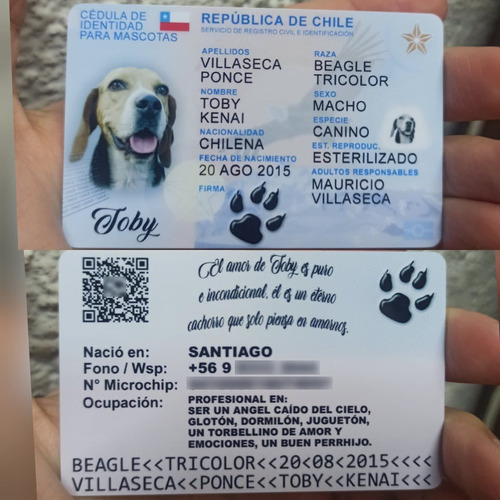 CÉDULA DE
IDENTIDAD
PARA MASCOTAS
REPÚBLICA DE CHILE
SERVICIO DE REGISTRO CIVIL E IDENTIFICACIÓN
APELLIDOS
VILLASECA
PONCE
NOMBRE
TOBY
KENAI
NACIONALIDAD
CHILENA
FECHA DE NACIMIENTO
20 AGO 2015
FIRMA
RAZA
BEAGLE
TRICOLOR
SEXO
MACHO
ESPECIE
CANINO
EST. REPRODUC.
ESTERILIZADO
ADULTOS RESPONSABLES
MAURICIO
VILLASECA
Toby
El amor de Toby es puro
e incondicional, él es un eterno
cachorro que solo piensa en amarnos.
Nació en: SANTIAGO
Fono / Wsp: +56 9
N° Microchip:
Ocupación: PROFESIONAL EN:
SER UN ANGEL CAÍDO DEL CIELO,
GLOTÓN, DORMILÓN, JUGUETÓN,
UN TORBELLINO DE AMOR Y
EMOCIONES, UN BUEN PERRHIJO.
BEAGLE<<TRICOLOR<<20<08<2015<<<<
VILLASECA<<PONCE<<TOBY<<KENAI<<<